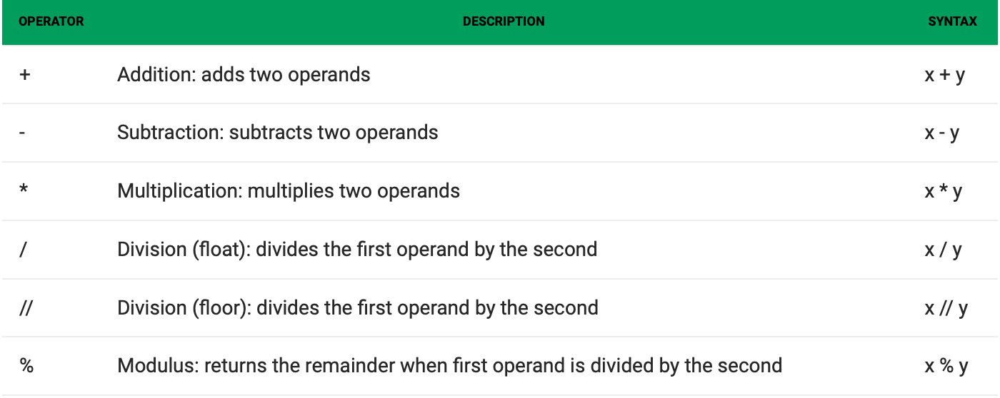 OPERATOR DESCRIPTION SYNTAX
+ Addition: adds two operands x + y
- Subtraction: subtracts two operands x - y
* Multiplication: multiplies two operands x * y
/ Division (float): divides the first operand by the second x / y
// Division (floor): divides the first operand by the second x // y
% Modulus: returns the remainder when first operand is divided by the second x % y